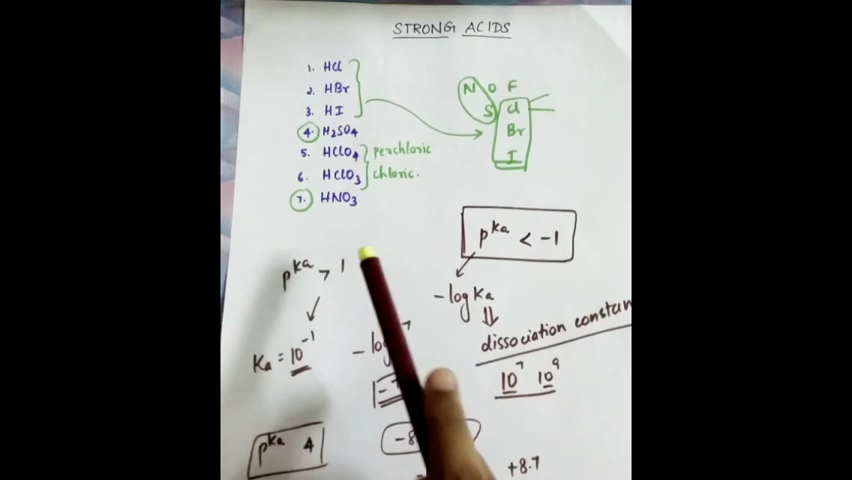 STRONG ACIDS
1. HCl
2. HBr
3. HI
4. H2SO4
5. HClO4 perchloric
6. HClO3 chloric.
7. HNO3
N O F
S Cl
Br
I
pKa < -1
-log Ka
dissociation constan
10^7 10^9
pKa > 1
Ka = 10^-1
pKa 4
+8.7